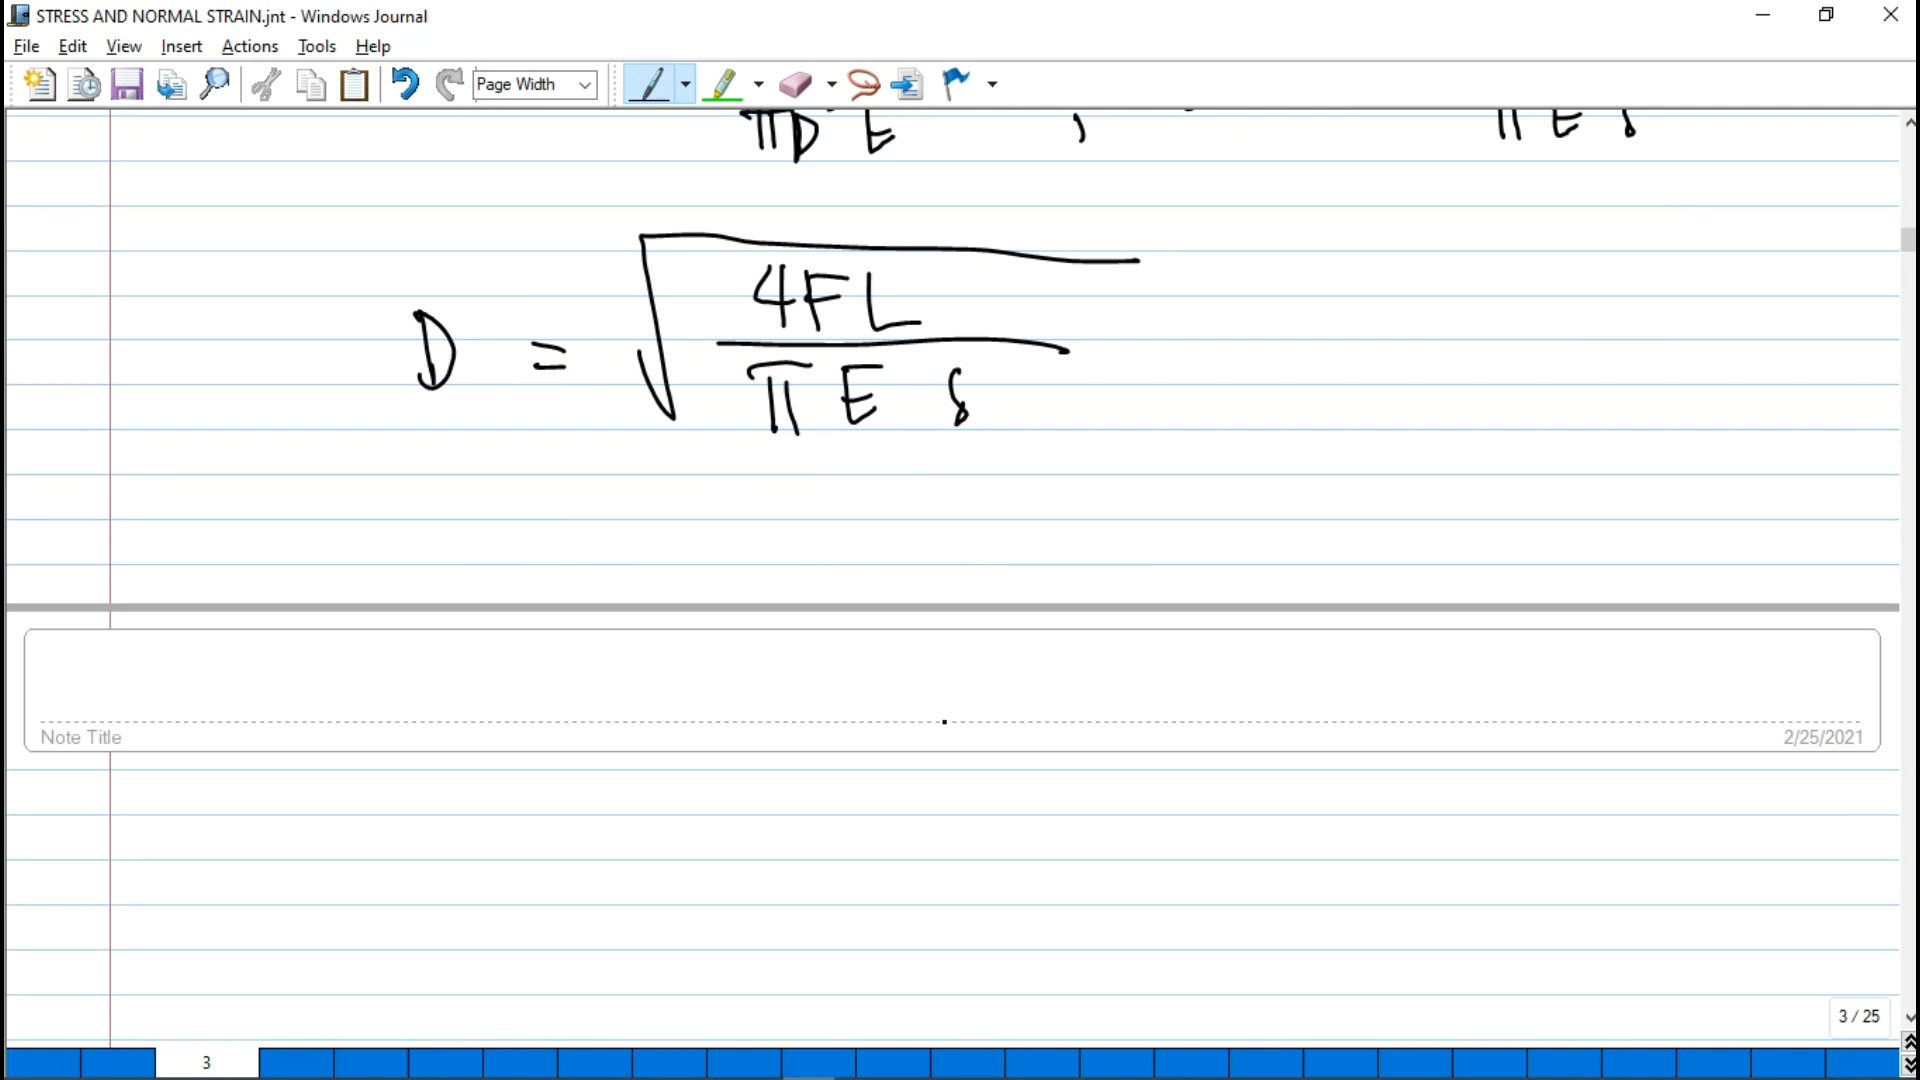 STRESS AND NORMAL STRAIN.jnt - Windows Journal
File Edit View Insert Actions Tools Help
Page Width
πD E π E δ
4FL
D = √
π E δ
Note Title 2/25/2021
3 / 25
3